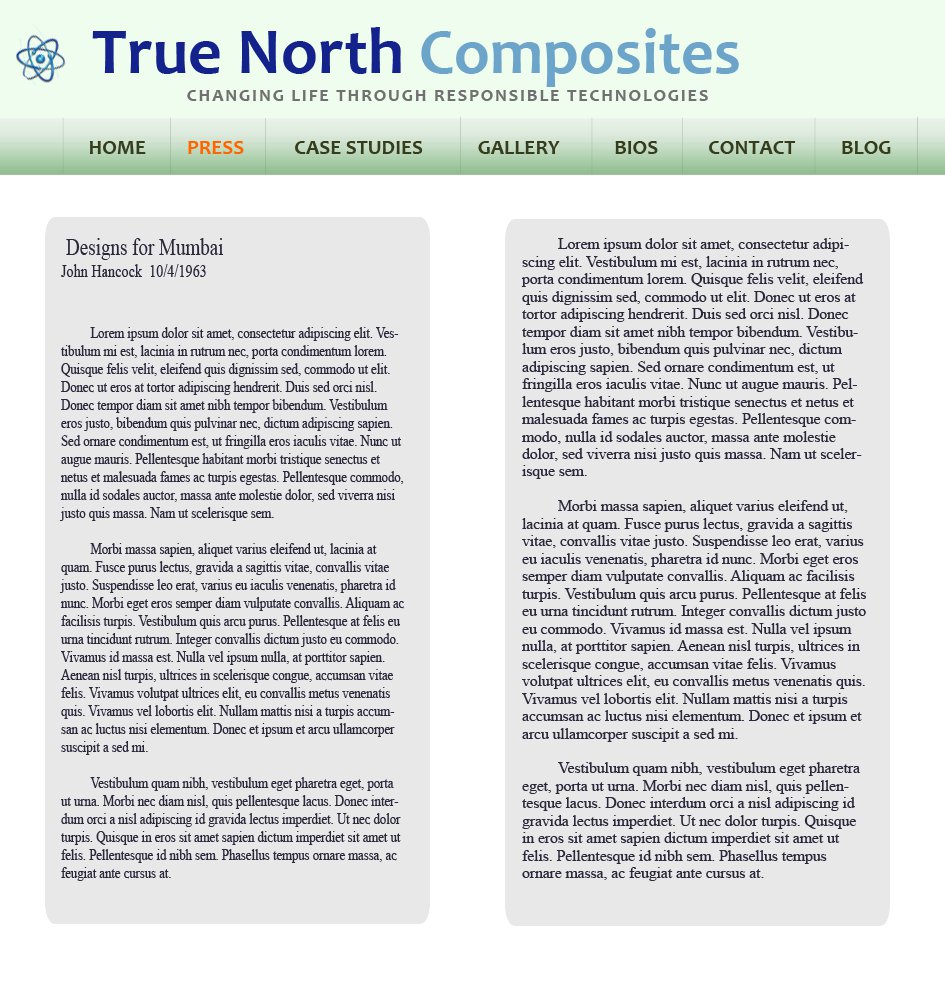 True North Composites
CHANGING LIFE THROUGH RESPONSIBLE TECHNOLOGIES
HOME PRESS CASE STUDIES GALLERY BIOS CONTACT BLOG
Designs for Mumbai
John Hancock 10/4/1963
Lorem ipsum dolor sit amet, consectetur adipiscing elit. Ves-
tibulum mi est, lacinia in rutrum nec, porta condimentum lorem.
Quisque felis velit, eleifend quis dignissim sed, commodo ut elit.
Donec ut eros at tortor adipiscing hendrerit. Duis sed orci nisl.
Donec tempor diam sit amet nibh tempor bibendum. Vestibulum
eros justo, bibendum quis pulvinar nec, dictum adipiscing sapien.
Sed ornare condimentum est, ut fringilla eros iaculis vitae. Nunc ut
augue mauris. Pellentesque habitant morbi tristique senectus et
netus et malesuada fames ac turpis egestas. Pellentesque commodo,
nulla id sodales auctor, massa ante molestie dolor, sed viverra nisi
justo quis massa. Nam ut scelerisque sem.
Morbi massa sapien, aliquet varius eleifend ut, lacinia at
quam. Fusce purus lectus, gravida a sagittis vitae, convallis vitae
justo. Suspendisse leo erat, varius eu iaculis venenatis, pharetra id
nunc. Morbi eget eros semper diam vulputate convallis. Aliquam ac
facilisis turpis. Vestibulum quis arcu purus. Pellentesque at felis eu
urna tincidunt rutrum. Integer convallis dictum justo eu commodo.
Vivamus id massa est. Nulla vel ipsum nulla, at porttitor sapien.
Aenean nisl turpis, ultrices in scelerisque congue, accumsan vitae
felis. Vivamus volutpat ultrices elit, eu convallis metus venenatis
quis. Vivamus vel lobortis elit. Nullam mattis nisi a turpis accum-
san ac luctus nisi elementum. Donec et ipsum et arcu ullamcorper
suscipit a sed mi.
Vestibulum quam nibh, vestibulum eget pharetra eget, porta
ut urna. Morbi nec diam nisl, quis pellentesque lacus. Donec inter-
dum orci a nisl adipiscing id gravida lectus imperdiet. Ut nec dolor
turpis. Quisque in eros sit amet sapien dictum imperdiet sit amet ut
felis. Pellentesque id nibh sem. Phasellus tempus ornare massa, ac
feugiat ante cursus at.
Lorem ipsum dolor sit amet, consectetur adipi-
scing elit. Vestibulum mi est, lacinia in rutrum nec,
porta condimentum lorem. Quisque felis velit, eleifend
quis dignissim sed, commodo ut elit. Donec ut eros at
tortor adipiscing hendrerit. Duis sed orci nisl. Donec
tempor diam sit amet nibh tempor bibendum. Vestibu-
lum eros justo, bibendum quis pulvinar nec, dictum
adipiscing sapien. Sed ornare condimentum est, ut
fringilla eros iaculis vitae. Nunc ut augue mauris. Pel-
lentesque habitant morbi tristique senectus et netus et
malesuada fames ac turpis egestas. Pellentesque com-
modo, nulla id sodales auctor, massa ante molestie
dolor, sed viverra nisi justo quis massa. Nam ut sceler-
isque sem.
Morbi massa sapien, aliquet varius eleifend ut,
lacinia at quam. Fusce purus lectus, gravida a sagittis
vitae, convallis vitae justo. Suspendisse leo erat, varius
eu iaculis venenatis, pharetra id nunc. Morbi eget eros
semper diam vulputate convallis. Aliquam ac facilisis
turpis. Vestibulum quis arcu purus. Pellentesque at felis
eu urna tincidunt rutrum. Integer convallis dictum justo
eu commodo. Vivamus id massa est. Nulla vel ipsum
nulla, at porttitor sapien. Aenean nisl turpis, ultrices in
scelerisque congue, accumsan vitae felis. Vivamus
volutpat ultrices elit, eu convallis metus venenatis quis.
Vivamus vel lobortis elit. Nullam mattis nisi a turpis
accumsan ac luctus nisi elementum. Donec et ipsum et
arcu ullamcorper suscipit a sed mi.
Vestibulum quam nibh, vestibulum eget pharetra
eget, porta ut urna. Morbi nec diam nisl, quis pellen-
tesque lacus. Donec interdum orci a nisl adipiscing id
gravida lectus imperdiet. Ut nec dolor turpis. Quisque
in eros sit amet sapien dictum imperdiet sit amet ut
felis. Pellentesque id nibh sem. Phasellus tempus
ornare massa, ac feugiat ante cursus at.